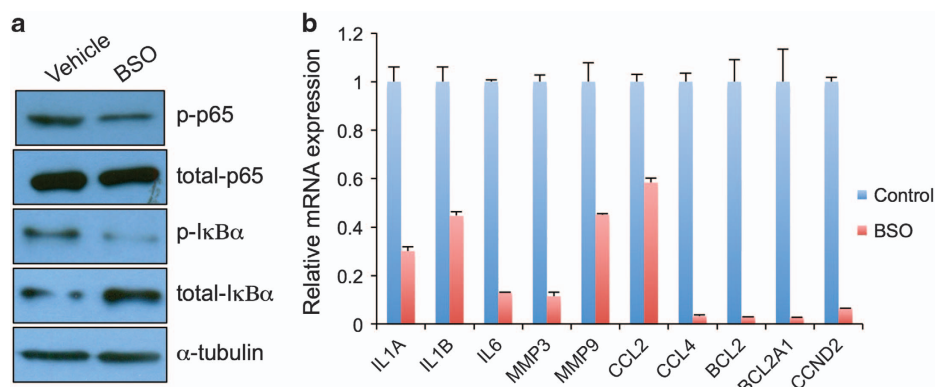 a
Vehicle
BSO
p-p65
total-p65
p-IκBα
total-IκBα
α-tubulin
b
Relative mRNA expression
1.2
1
0.8
0.6
0.4
0.2
0
IL1A
IL1B
IL6
MMP3
MMP9
CCL2
CCL4
BCL2
BCL2A1
CCND2
Control
BSO